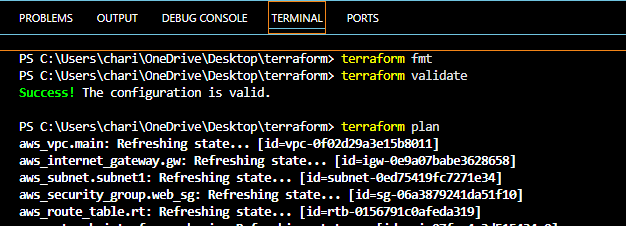 PROBLEMS OUTPUT DEBUG CONSOLE TERMINAL PORTS
PS C:\Users\chari\OneDrive\Desktop\terraform> terraform fmt
PS C:\Users\chari\OneDrive\Desktop\terraform> terraform validate
Success! The configuration is valid.
PS C:\Users\chari\OneDrive\Desktop\terraform> terraform plan
aws_vpc.main: Refreshing state... [id=vpc-0f02d29a3e15b8011]
aws_internet_gateway.gw: Refreshing state... [id=igw-0e9a07babe3628658]
aws_subnet.subnet1: Refreshing state... [id=subnet-0ed75419fc7271e34]
aws_security_group.web_sg: Refreshing state... [id=sg-06a3879241da51f10]
aws_route_table.rt: Refreshing state... [id=rtb-0156791c0afeda319]